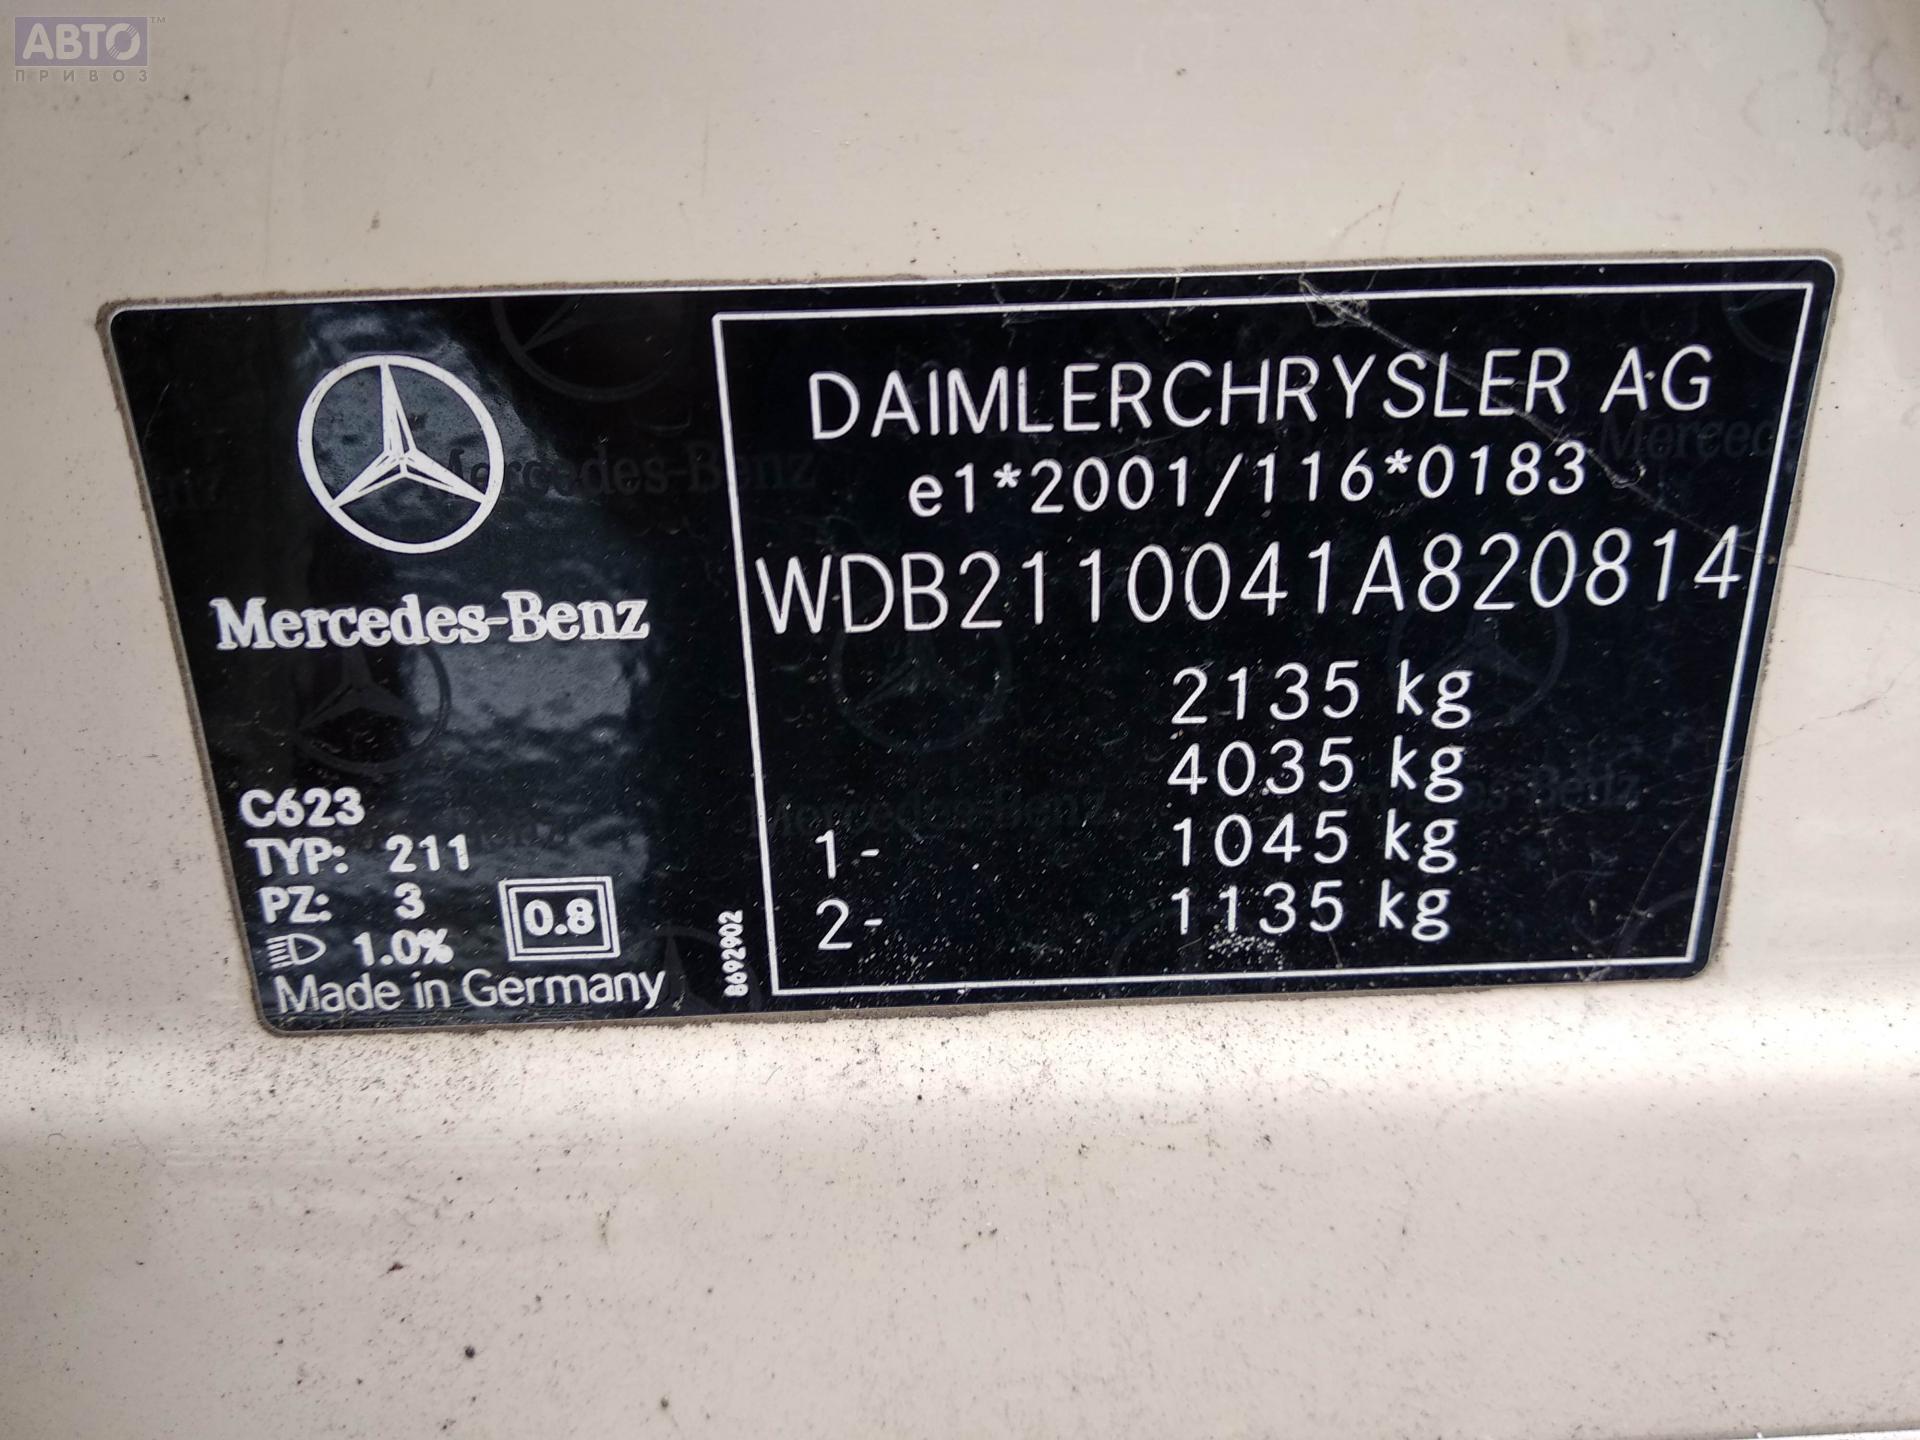 АВТО™
ПРИВОЗ
Mercedes-Benz
C623
TYP: 211
PZ: 3
1.0%
0.8
Made in Germany
8692902
DAIMLERCHRYSLER AG
e1*2001/116*0183
WDB2110041A820814
2135 kg
4035 kg
1- 1045 kg
2- 1135 kg